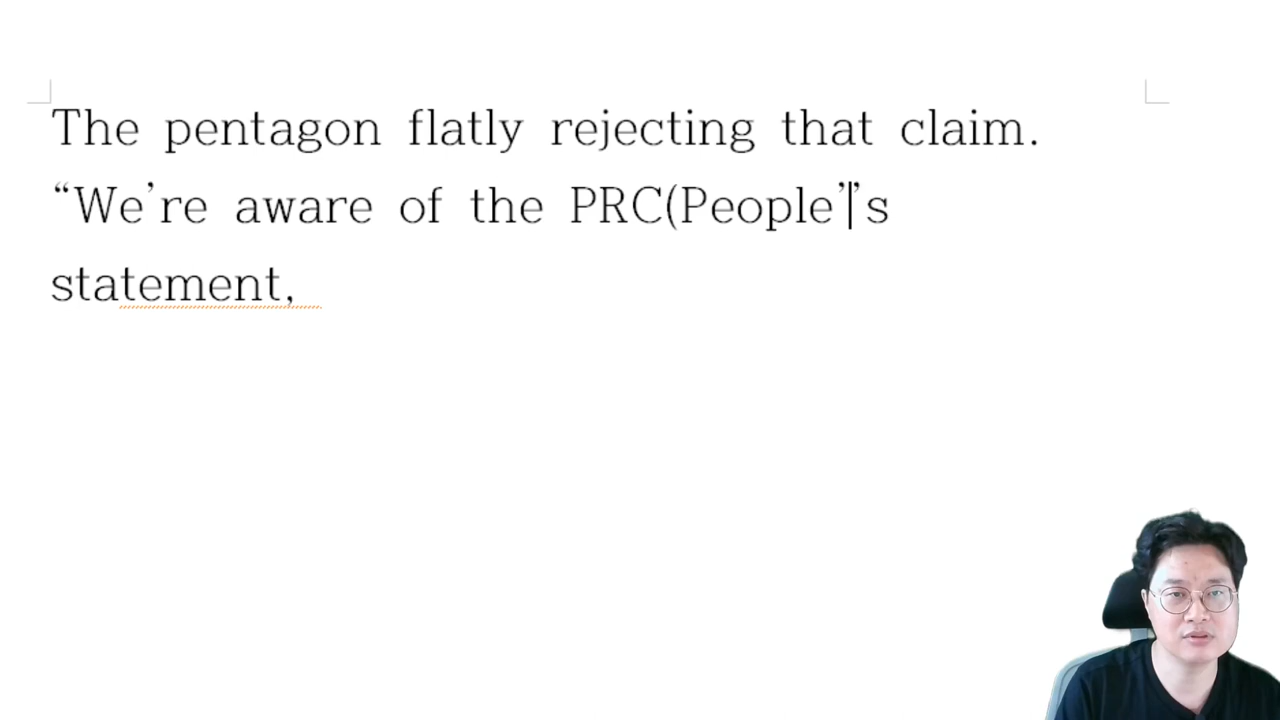 The pentagon flatly rejecting that claim.
“We’re aware of the PRC(People’’s
statement,